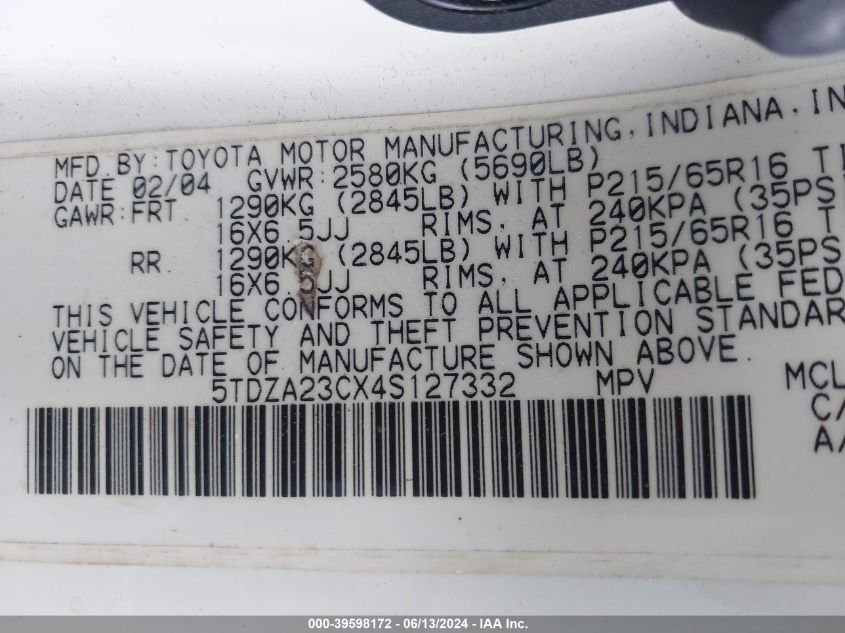 MFD.BY:TOYOTA MOTOR MANUFACTURING,INDIANA,IN
DATE 02/04 GVWR:2580KG (5690LB)
GAWR:FRT 1290KG (2845LB) WITH P215/65R16 TI
16X6.5JJ RIMS, AT 240KPA (35PS
RR. 1290KG (2845LB) WITH P215/65R16 T
16X6.5JJ RIMS, AT 240KPA (35PS
THIS VEHICLE CONFORMS TO ALL APPLICABLE FED
VEHICLE SAFETY AND THEFT PREVENTION STANDAR
ON THE DATE OF MANUFACTURE SHOWN ABOVE.
5TDZA23CX4S127332 MPV MCL
C/
A/
000-39598172 - 06/13/2024 - IAA Inc.